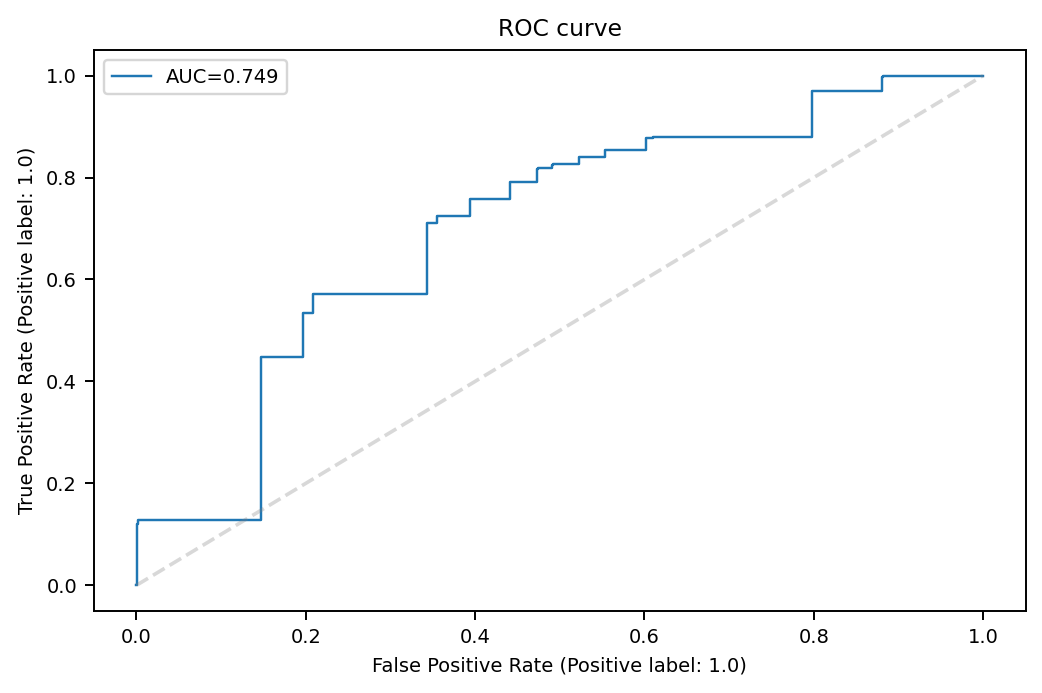 ROC curve
AUC=0.749
True Positive Rate (Positive label: 1.0)
1.0
0.8
0.6
0.4
0.2
0.0
0.0 0.2 0.4 0.6 0.8 1.0
False Positive Rate (Positive label: 1.0)